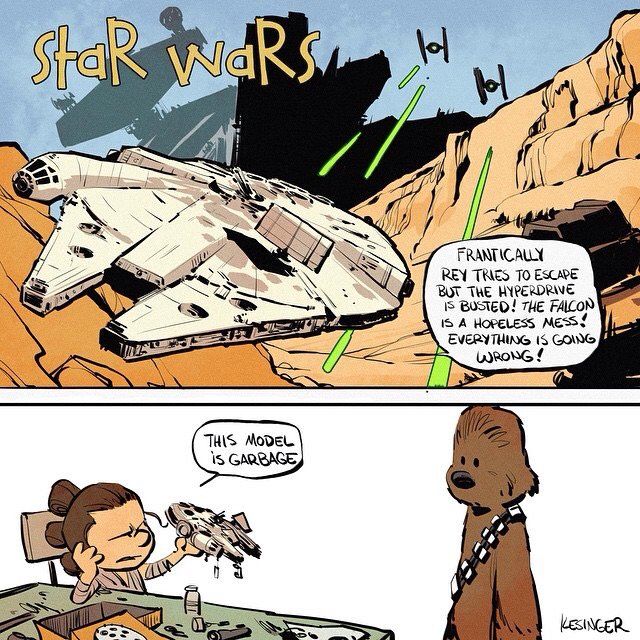 STAR WARS
FRANTICALLY
REY TRIES TO ESCAPE
BUT THE HYPERDRIVE
IS BUSTED! THE FALCON
IS A HOPELESS MESS!
EVERYTHING IS GOING
WRONG!
THIS MODEL
IS GARBAGE
KESINGER